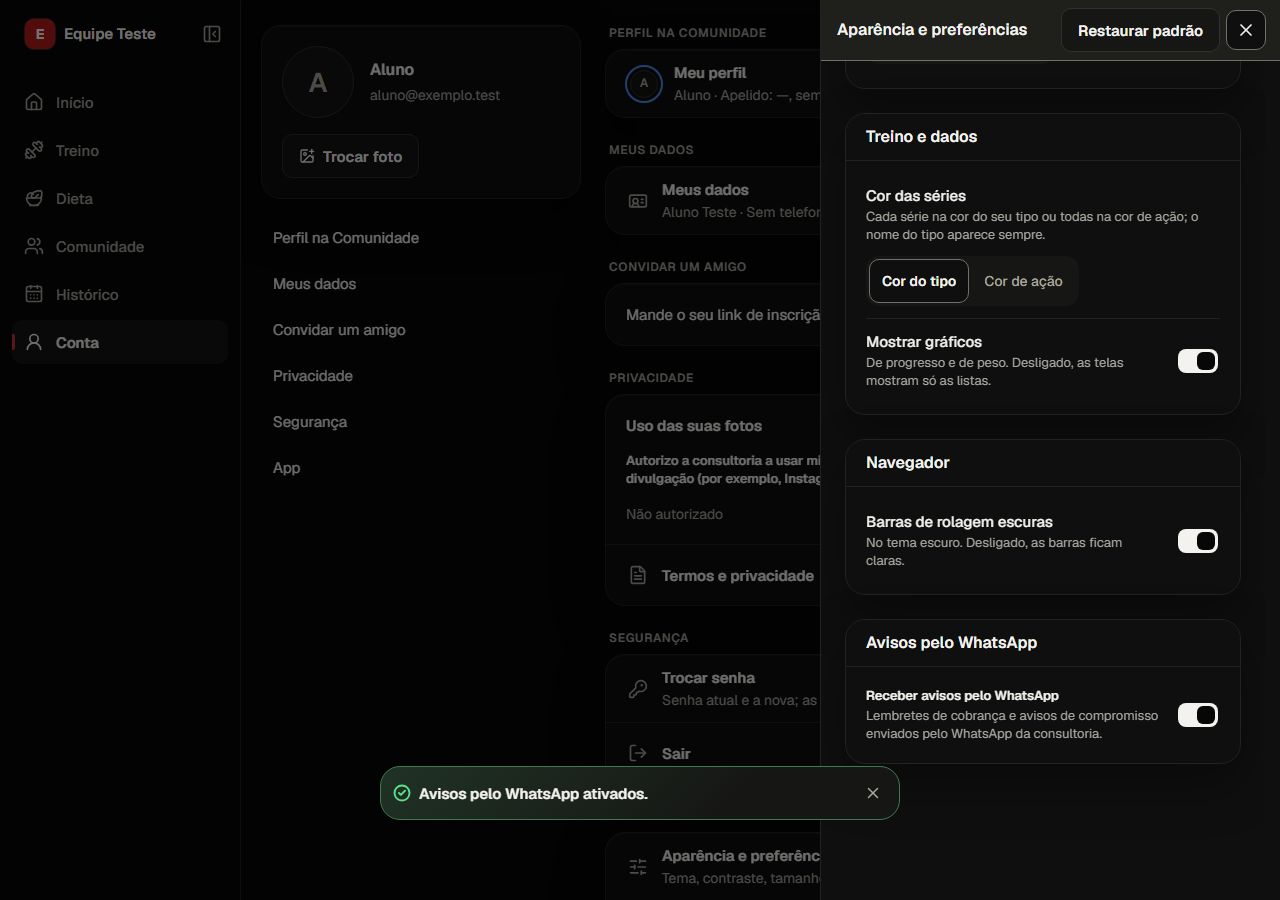 E
Equipe Teste
Início
Treino
Dieta
Comunidade
Histórico
Conta
A
Aluno
aluno@exemplo.test
Trocar foto
Perfil na Comunidade
Meus dados
Convidar um amigo
Privacidade
Segurança
App
PERFIL NA COMUNIDADE
A
Meu perfil
Aluno · Apelido: —, sem
MEUS DADOS
Meus dados
Aluno Teste · Sem telefon
CONVIDAR UM AMIGO
Mande o seu link de inscriçã
PRIVACIDADE
Uso das suas fotos
Autorizo a consultoria a usar mi
divulgação (por exemplo, Instag
Não autorizado
Termos e privacidade
SEGURANÇA
Trocar senha
Senha atual e a nova; as
Sair
Aparência e preferênc
Tema, contraste, tamanh
Aparência e preferências
Restaurar padrão
Treino e dados
Cor das séries
Cada série na cor do seu tipo ou todas na cor de ação; o
nome do tipo aparece sempre.
Cor do tipo
Cor de ação
Mostrar gráficos
De progresso e de peso. Desligado, as telas
mostram só as listas.
Navegador
Barras de rolagem escuras
No tema escuro. Desligado, as barras ficam
claras.
Avisos pelo WhatsApp
Receber avisos pelo WhatsApp
Lembretes de cobrança e avisos de compromisso
enviados pelo WhatsApp da consultoria.
Avisos pelo WhatsApp ativados.